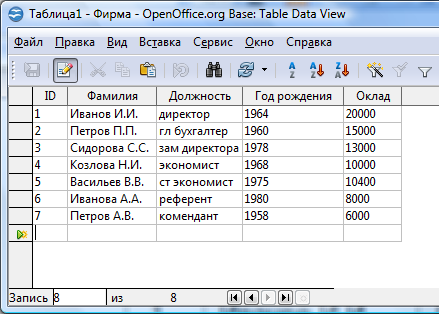 Таблица1 - Фирма - OpenOffice.org Base: Table Data View
Файл Правка Вид Вставка Сервис Окно Справка
ID Фамилия Должность Год рождения Оклад
1 Иванов И.И. директор 1964 20000
2 Петров П.П. гл бухгалтер 1960 15000
3 Сидорова С.С. зам директора 1978 13000
4 Козлова Н.И. экономист 1968 10000
5 Васильев В.В. ст экономист 1975 10400
6 Иванова А.А. референт 1980 8000
7 Петров А.В. комендант 1958 6000
Запись 8 из 8